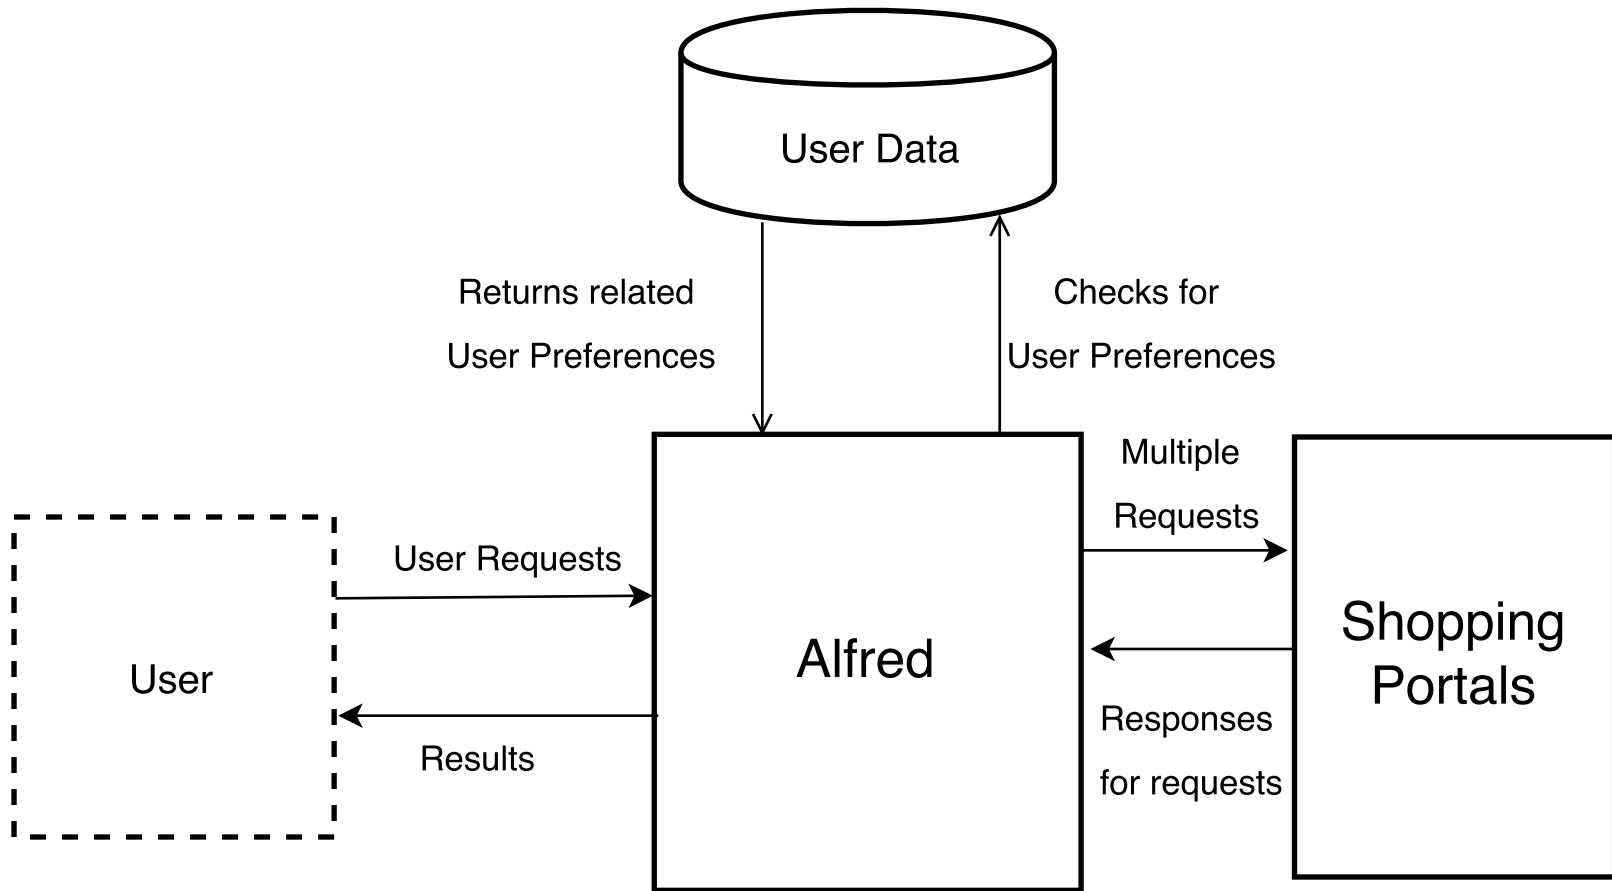 User Data
Returns related
User Preferences
Checks for
User Preferences
Multiple
Requests
User Requests
User
Results
Alfred
Shopping
Portals
Responses
for requests